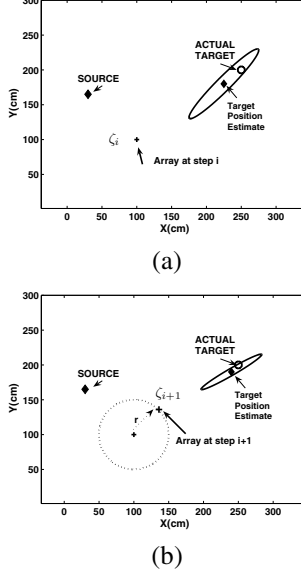 300
250
200
150
100
50
0
Y(cm)
0 50 100 150 200 250 300
X(cm)
SOURCE
ACTUAL
TARGET
Target
Position
Estimate
ζi
Array at step i
(a)
300
250
200
150
100
50
0
Y(cm)
0 50 100 150 200 250 300
X(cm)
SOURCE
ACTUAL
TARGET
Target
Position
Estimate
ζi+1
r
Array at step i+1
(b)